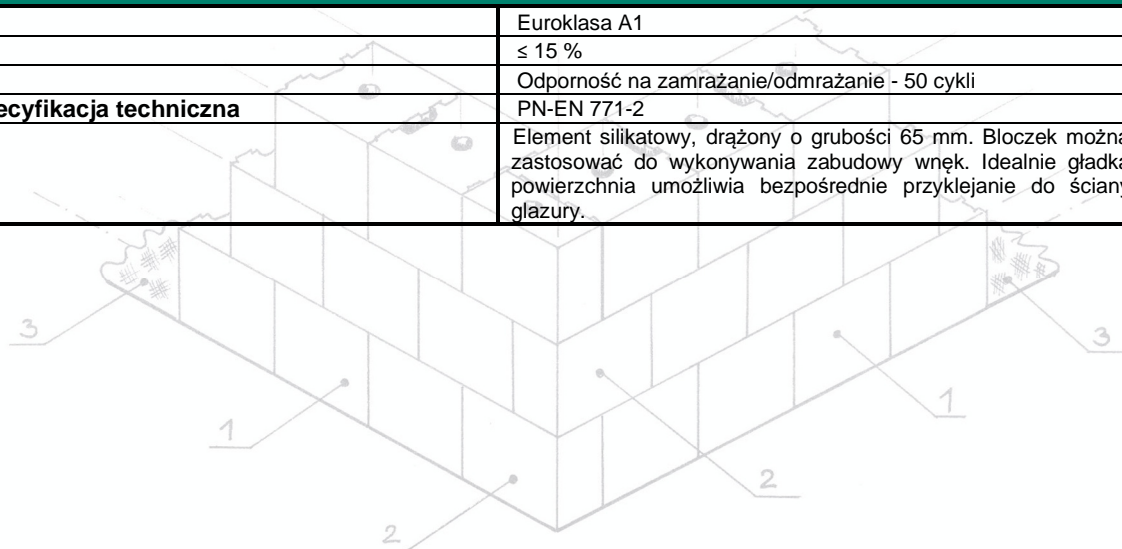 Euroklasa A1
≤ 15 %
Odporność na zamrażanie/odmrażanie - 50 cykli
ecyfikacja techniczna PN-EN 771-2
Element silikatowy, drążony o grubości 65 mm. Bloczek można
zastosować do wykonywania zabudowy wnęk. Idealnie gładka
powierzchnia umożliwia bezpośrednie przyklejanie do ściany
glazury.
3
3
1
1
2
2